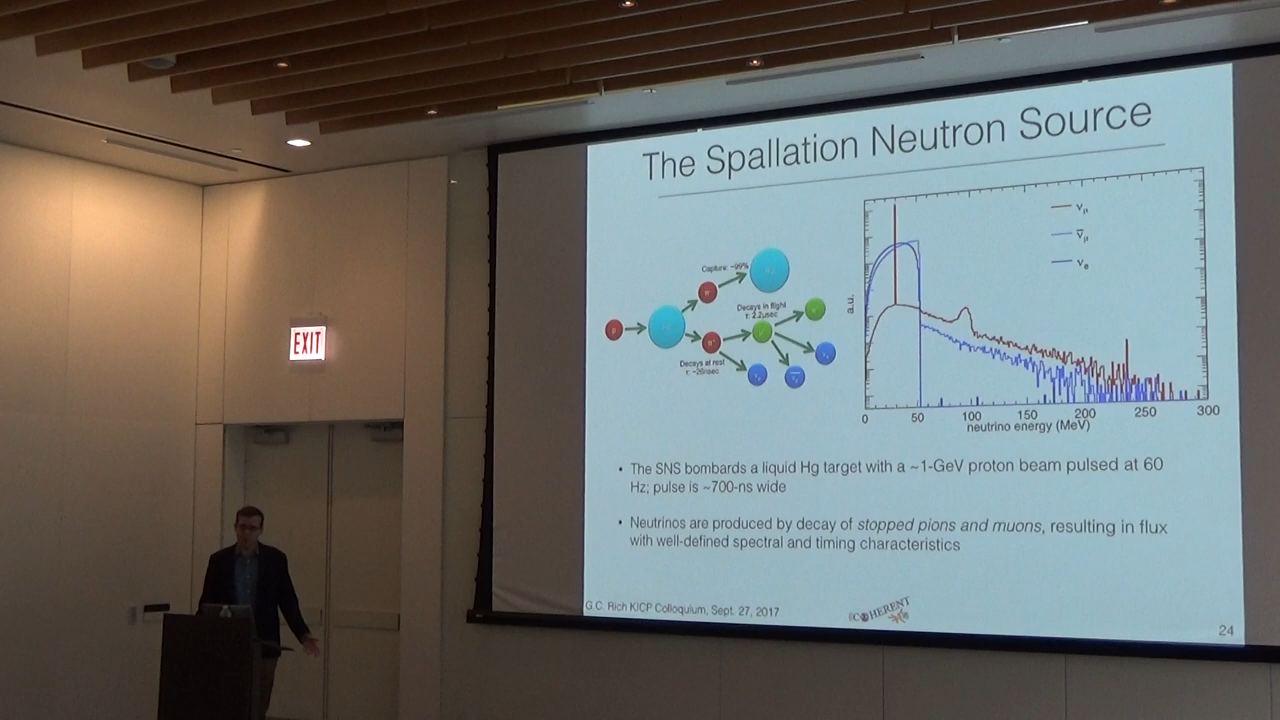 The Spallation Neutron Source
EXIT
Capture: ~99%
Decays in flight
τ: 2.2μsec
Decays at rest
τ: ~26nsec
ν_μ
ν̅_μ
ν_e
a.u.
0 50 100 150 200 250 300
neutrino energy (MeV)
• The SNS bombards a liquid Hg target with a ~1-GeV proton beam pulsed at 60
Hz; pulse is ~700-ns wide
• Neutrinos are produced by decay of stopped pions and muons, resulting in flux
with well-defined spectral and timing characteristics
G.C. Rich KICP Colloquium, Sept. 27, 2017
COHERENT
24